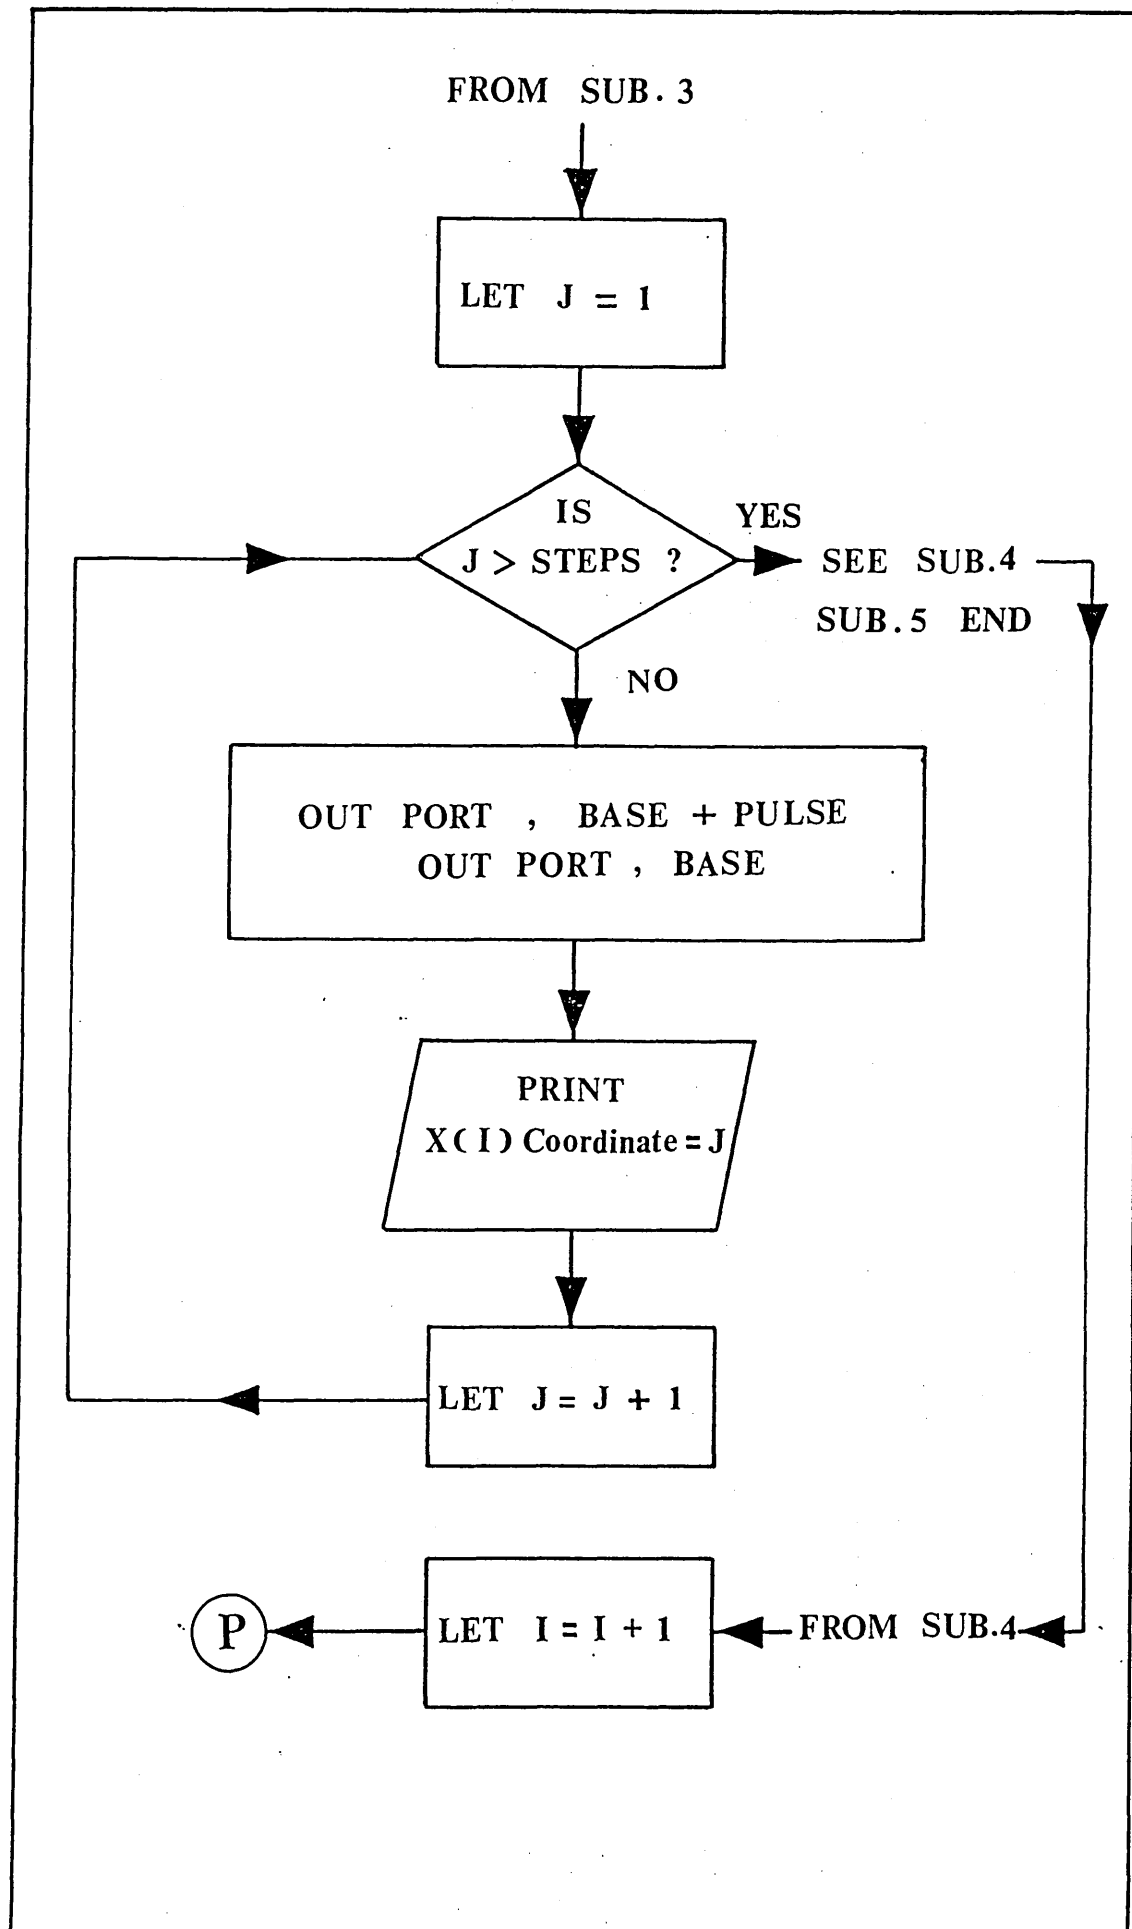 FROM SUB. 3
LET J = 1
IS
J > STEPS ?
YES
SEE SUB.4
SUB. 5 END
NO
OUT PORT , BASE + PULSE
OUT PORT , BASE
PRINT
X(I) Coordinate = J
LET J = J + 1
P
LET I = I + 1
FROM SUB.4